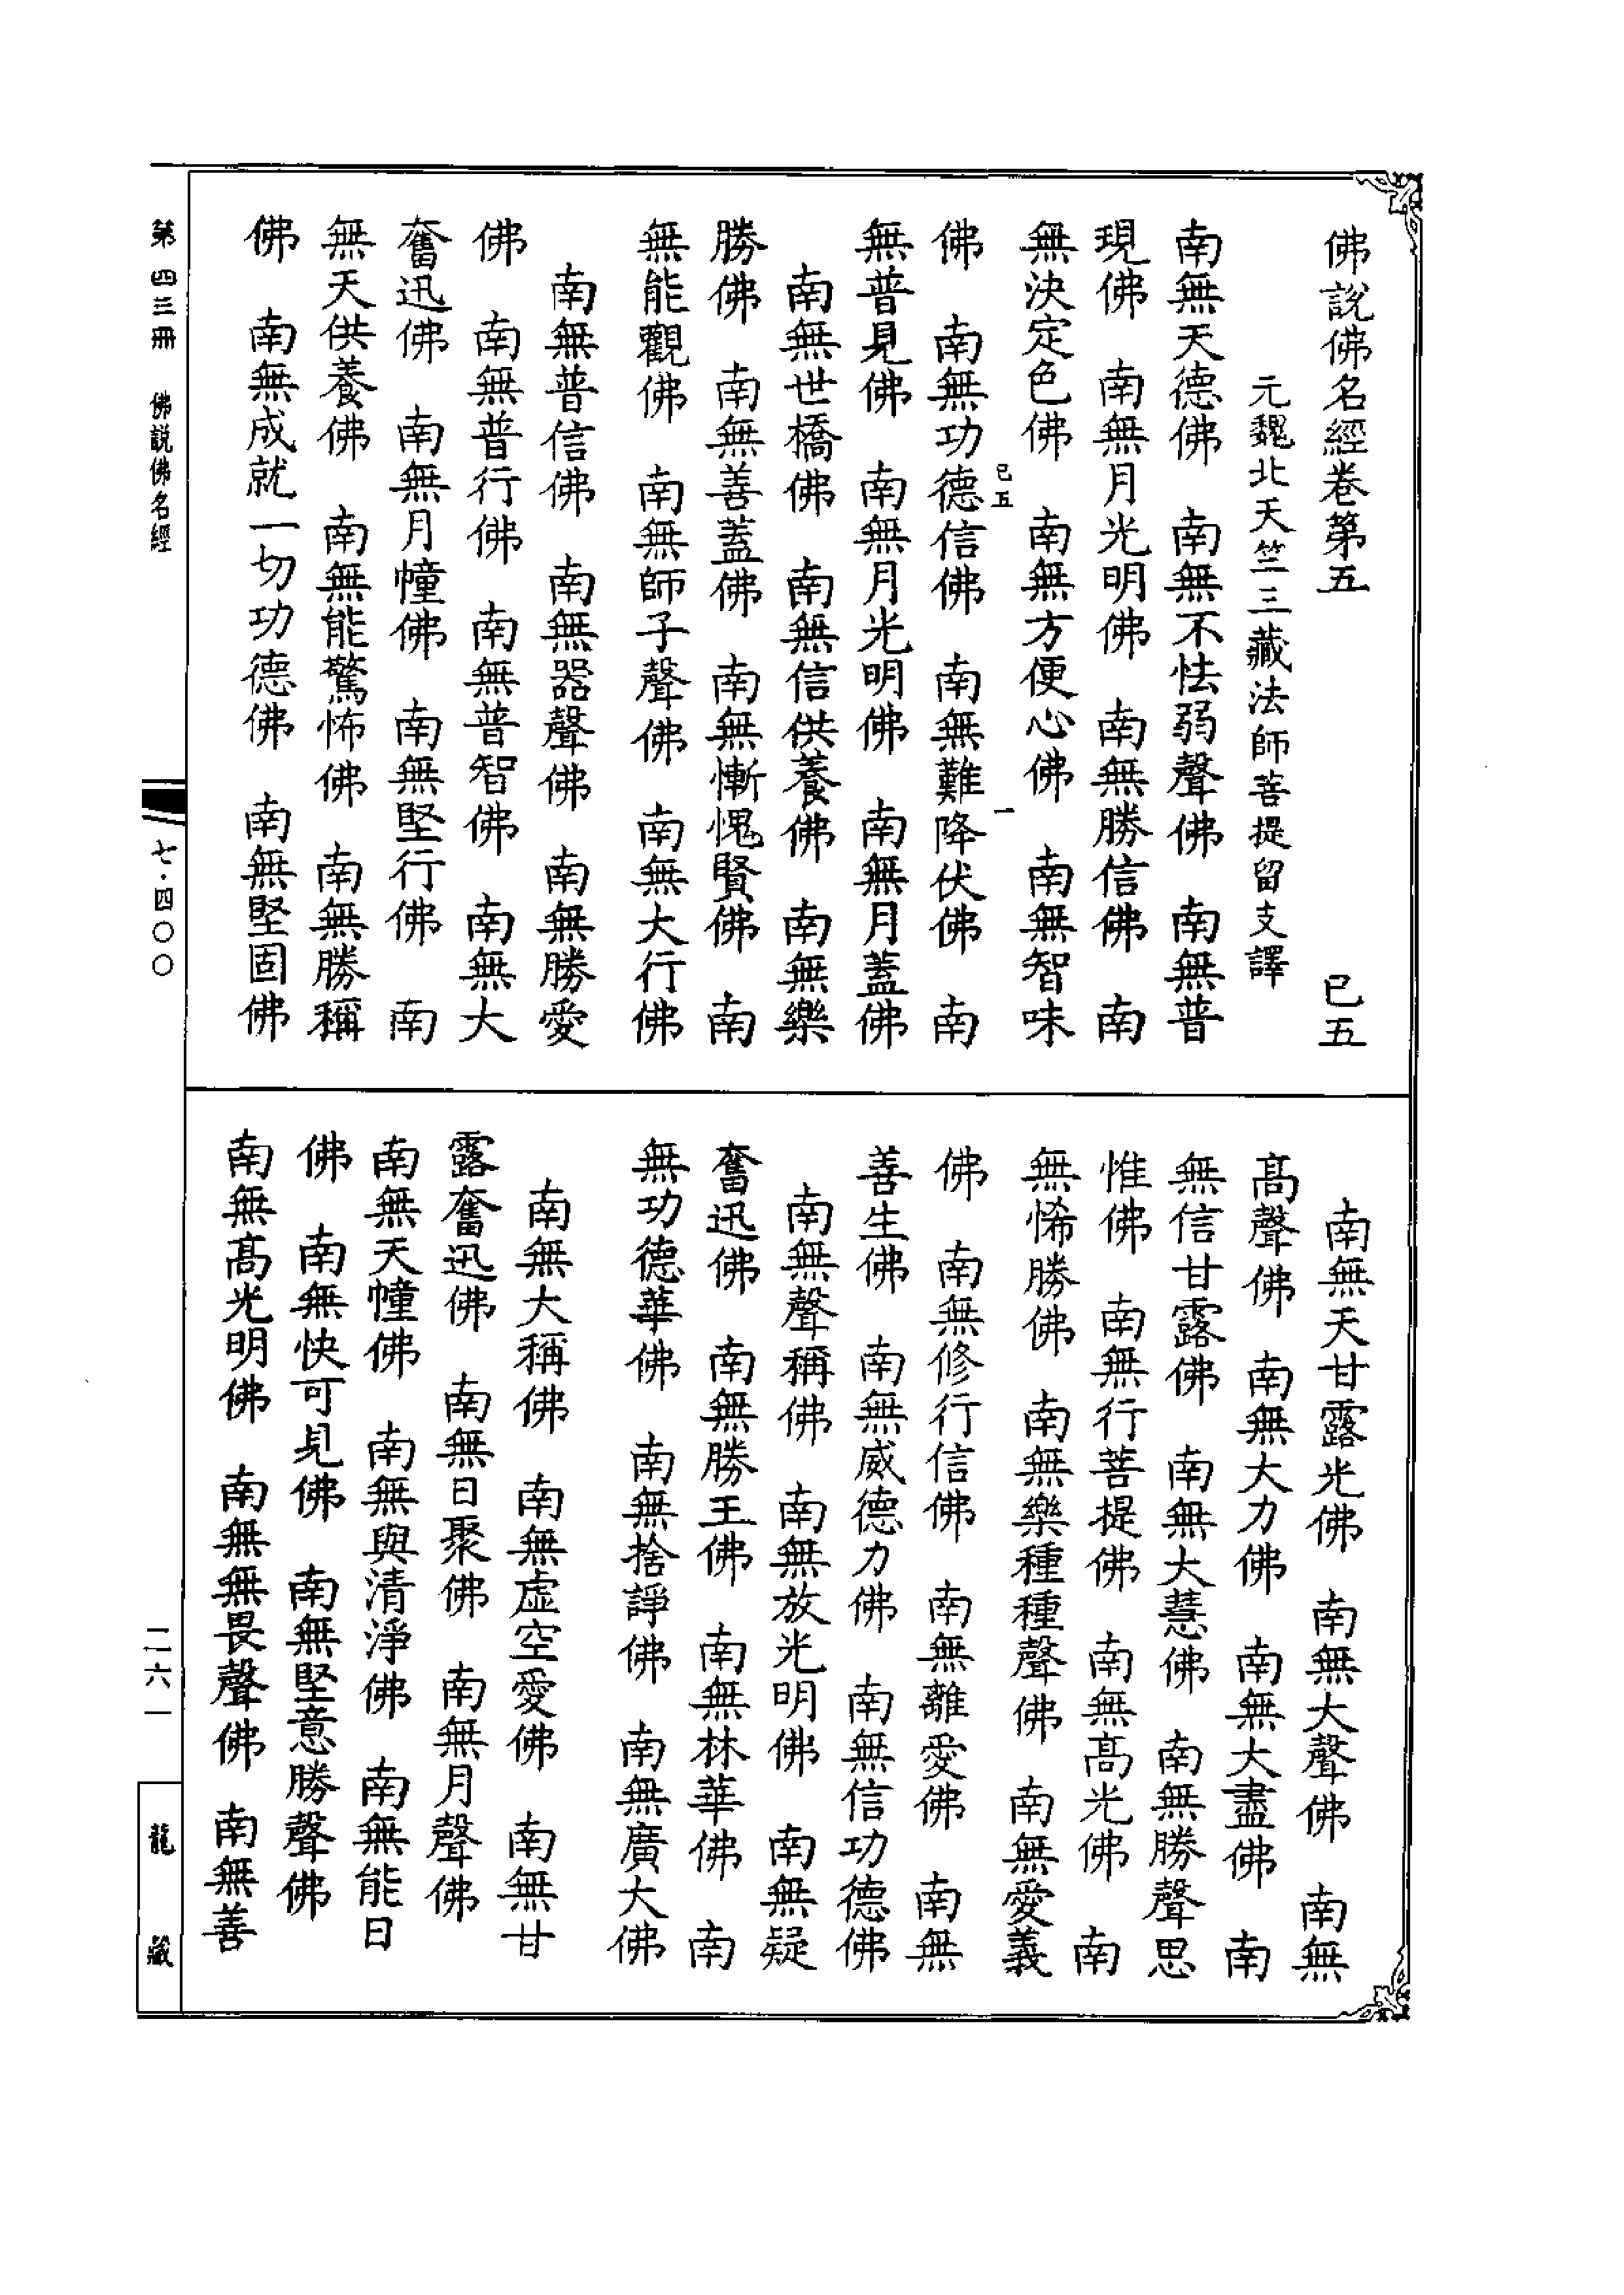 佛說佛名經卷第五 已五
元魏北天竺三藏法師菩提留支譯
南無天德佛 南無不怯弱聲佛 南無普
現佛 南無月光明佛 南無勝信佛 南
無決定色佛 南無方便心佛 南無智味
已五 一
佛 南無功德信佛 南無難降伏佛 南
無普見佛 南無月光明佛 南無月蓋佛
南無世橋佛 南無信供養佛 南無樂
勝佛 南無善蓋佛 南無慚愧賢佛 南
無能觀佛 南無師子聲佛 南無大行佛
南無普信佛 南無器聲佛 南無勝愛
佛 南無普行佛 南無普智佛 南無大
奮迅佛 南無月幢佛 南無堅行佛 南
無天供養佛 南無能驚怖佛 南無勝稱
佛 南無成就一切功德佛 南無堅固佛
南無天甘露光佛 南無大聲佛 南無
高聲佛 南無大力佛 南無大盡佛 南
無信甘露佛 南無大慧佛 南無勝聲思
惟佛 南無行菩提佛 南無高光佛 南
無悕勝佛 南無樂種種聲佛 南無愛義
佛 南無修行信佛 南無離愛佛 南無
善生佛 南無威德力佛 南無信功德佛
南無聲稱佛 南無放光明佛 南無疑
奮迅佛 南無勝王佛 南無林華佛 南
無功德華佛 南無捨諍佛 南無廣大佛
南無大稱佛 南無虛空愛佛 南無甘
露奮迅佛 南無日聚佛 南無月聲佛
南無天幢佛 南無與清淨佛 南無能日
佛 南無快可見佛 南無堅意勝聲佛
南無高光明佛 南無無畏聲佛 南無善
第四三冊 佛說佛名經
七·四〇〇
二六一
龍藏